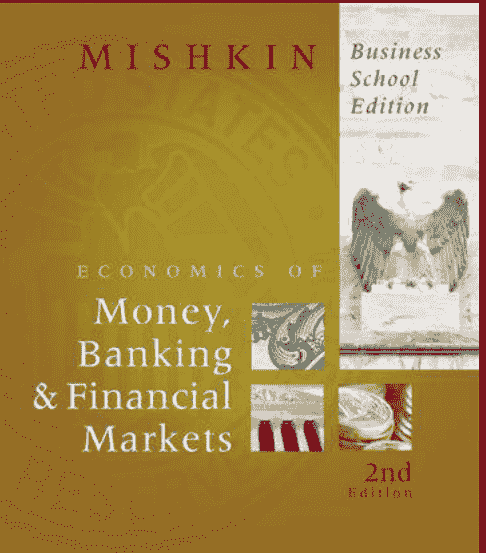 MISHKIN
Business
School
Edition
ECONOMICS OF
Money,
Banking
& Financial
Markets
2nd
Edition